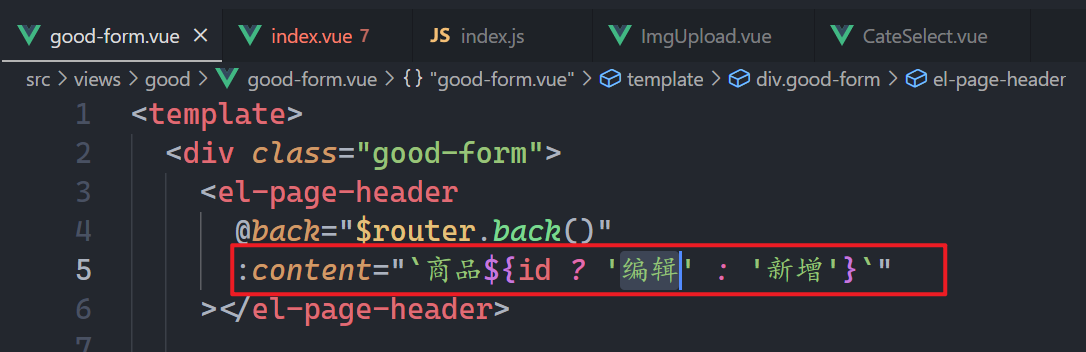 good-form.vue × index.vue 7 JS index.js ImgUpload.vue CateSelect.vue
src > views > good > good-form.vue > {} "good-form.vue" > template > div.good-form > el-page-header
1 <template>
2 <div class="good-form">
3 <el-page-header
4 @back="$router.back()"
5 :content="`商品${id ? '编辑' : '新增'}`"
6 ></el-page-header>
7